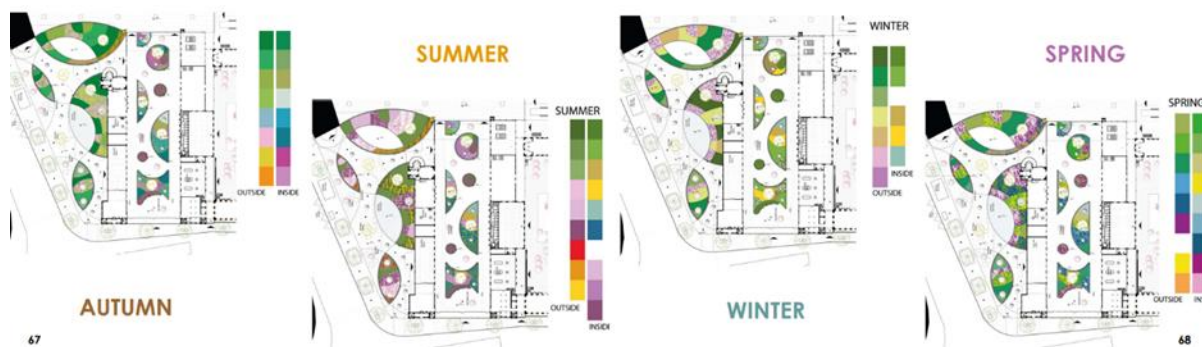 OUTSIDE
INSIDE
AUTUMN
67
SUMMER
SUMMER
OUTSIDE
INSIDE
WINTER
OUTSIDE
INSIDE
WINTER
SPRING
SPRING
OUTSIDE
68